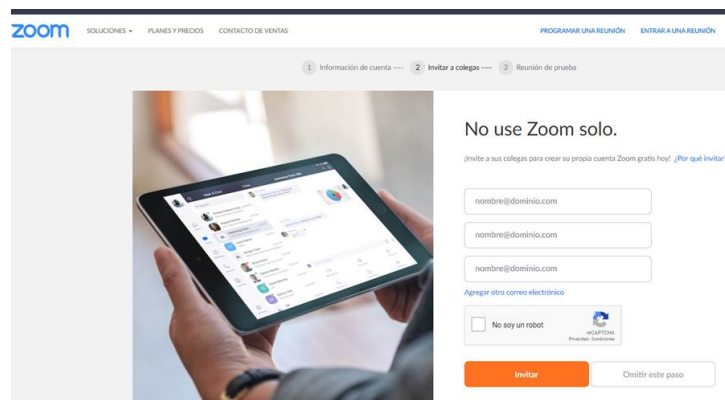 zoom
SOLUCIONES
PLANES Y PRECIOS
CONTACTO DE VENTAS
PROGRAMAR UNA REUNIÓN
ENTRAR A UNA REUNIÓN
1 Información de cuenta ---- 2 Invitar a colegas ---- 3 Reunión de prueba
No use Zoom solo.
¡Invite a sus colegas para crear su propia cuenta Zoom gratis hoy! ¿Por qué invitar
nombre@dominio.com
nombre@dominio.com
nombre@dominio.com
Agregar otro correo electrónico
No soy un robot
reCAPTCHA
Privacidad - Condiciones
Invitar
Omitir este paso